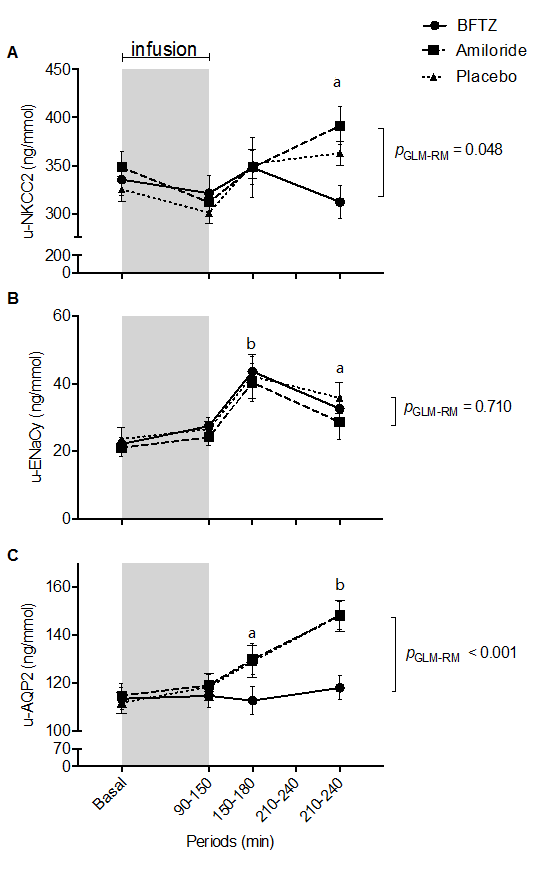 BFTZ
Amiloride
Placebo
infusion
A
450
400
350
300
200
0
u-NKCC2 (ng/mmol)
a
pGLM-RM = 0.048
B
60
40
20
0
u-ENaCγ (ng/mmol)
b
a
pGLM-RM = 0.710
C
160
140
120
100
70
0
u-AQP2 (ng/mmol)
a
b
pGLM-RM < 0.001
Basal
90-150
150-180
210-240
210-240
Periods (min)